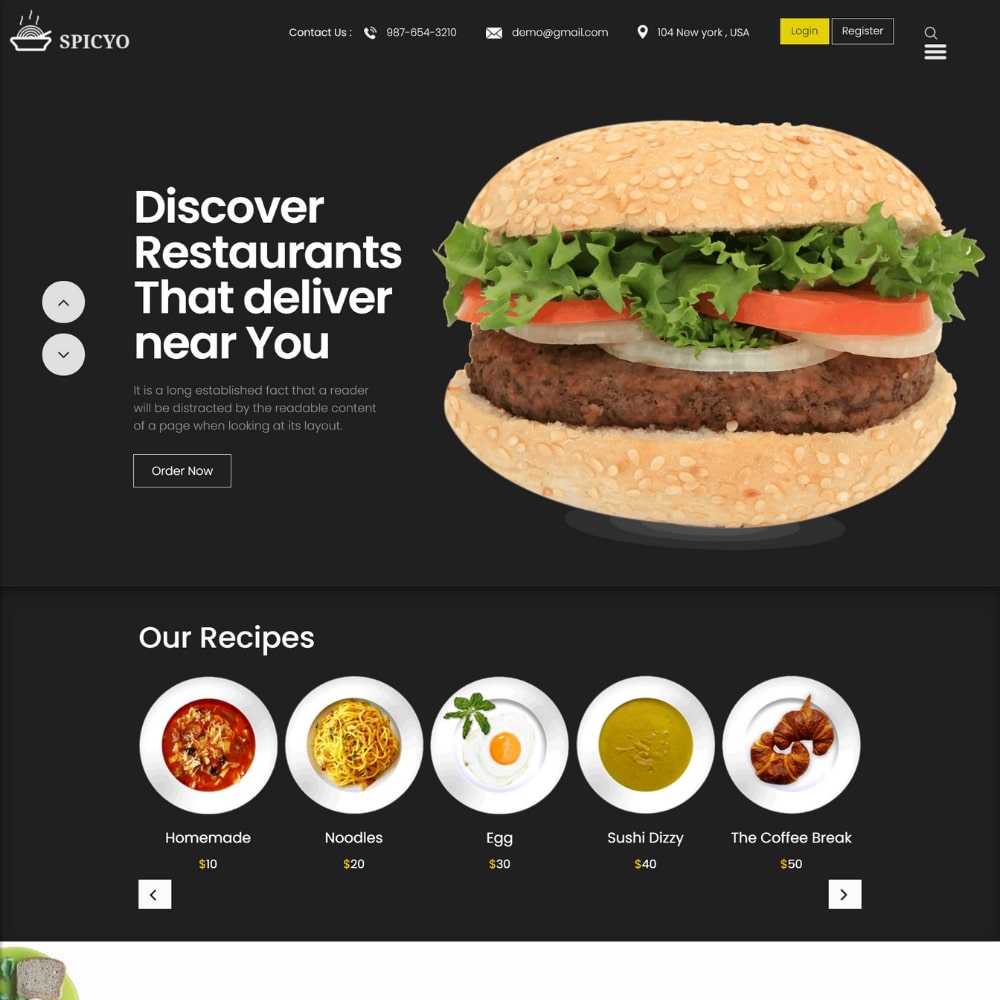 SPICYO
Contact Us : 987-654-3210 demo@gmail.com 104 New york , USA Login Register
Discover
Restaurants
That deliver
near You
It is a long established fact that a reader
will be distracted by the readable content
of a page when looking at its layout.
Order Now
Our Recipes
Homemade Noodles Egg Sushi Dizzy The Coffee Break
$10 $20 $30 $40 $50